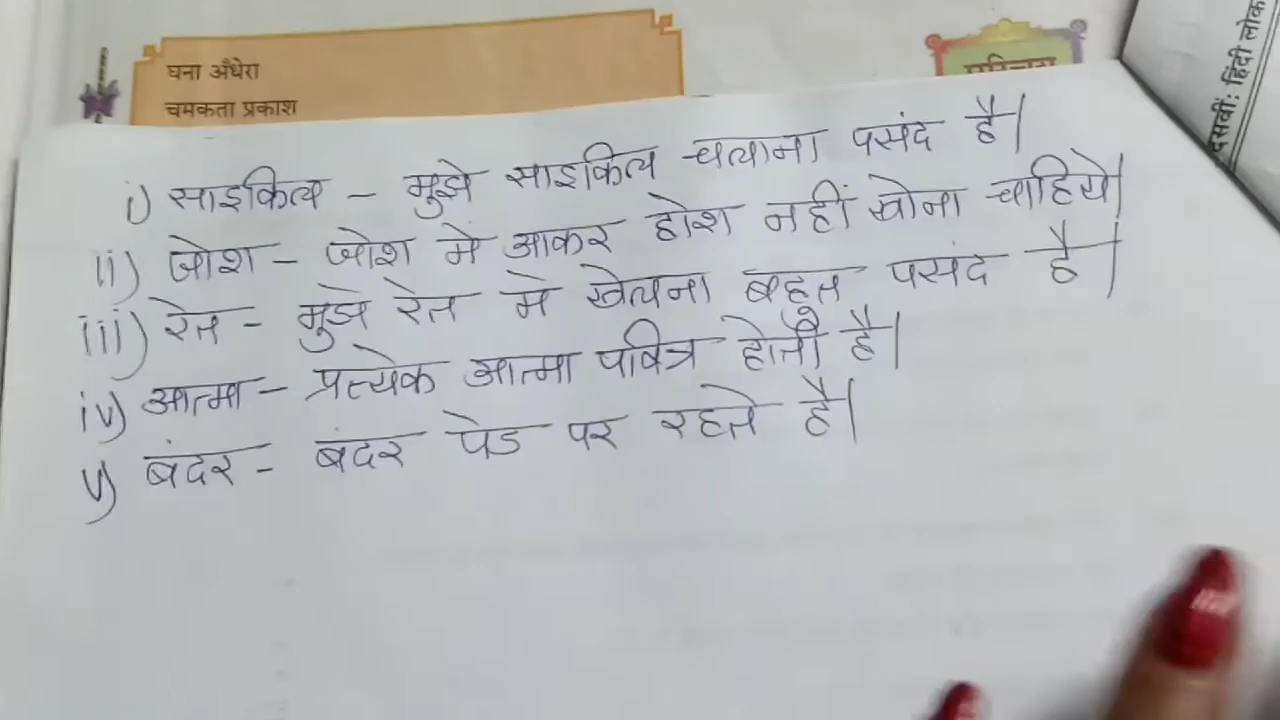 घना अँधेरा
चमकता प्रकाश
दसवीं: हिंदी लोक
i) साइकिल - मुझे साइकिल चलाना पसंद है।
ii) जोश - जोश मे आकर होश नहीं खोना चाहिये।
iii) रेत - मुझे रेत मे खेलना बहुत पसंद है।
iv) आत्मा - प्रत्येक आत्मा पवित्र होती है।
v) बंदर - बंदर पेड पर रहते है।